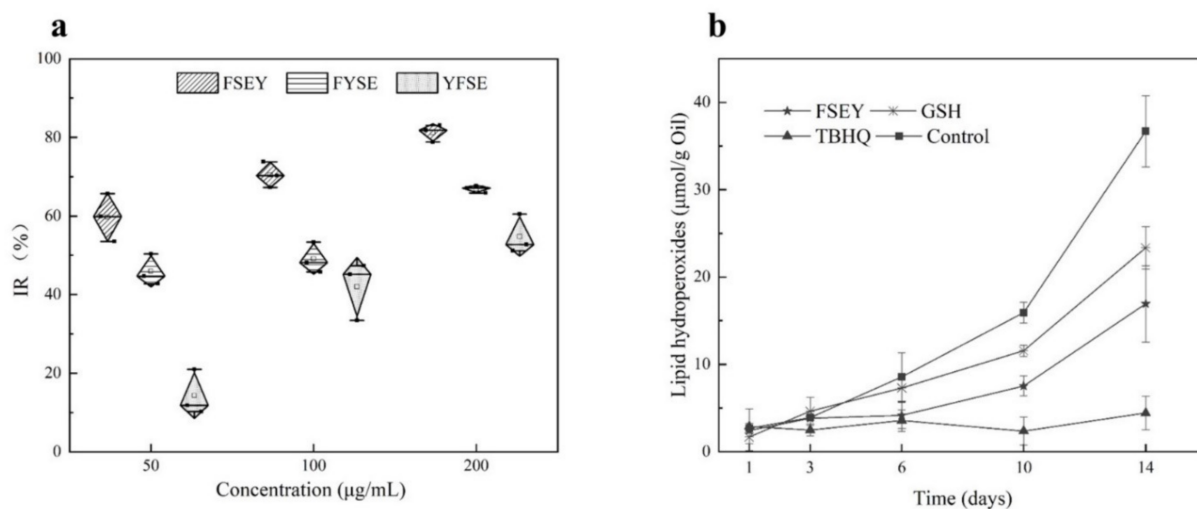 a
100
80
60
40
20
0
IR （%）
FSEY FYSE YFSE
50 100 200
Concentration (μg/mL)
b
40
30
20
10
0
Lipid hydroperoxides (μmol/g Oil)
FSEY GSH
TBHQ Control
1 3 6 10 14
Time (days)